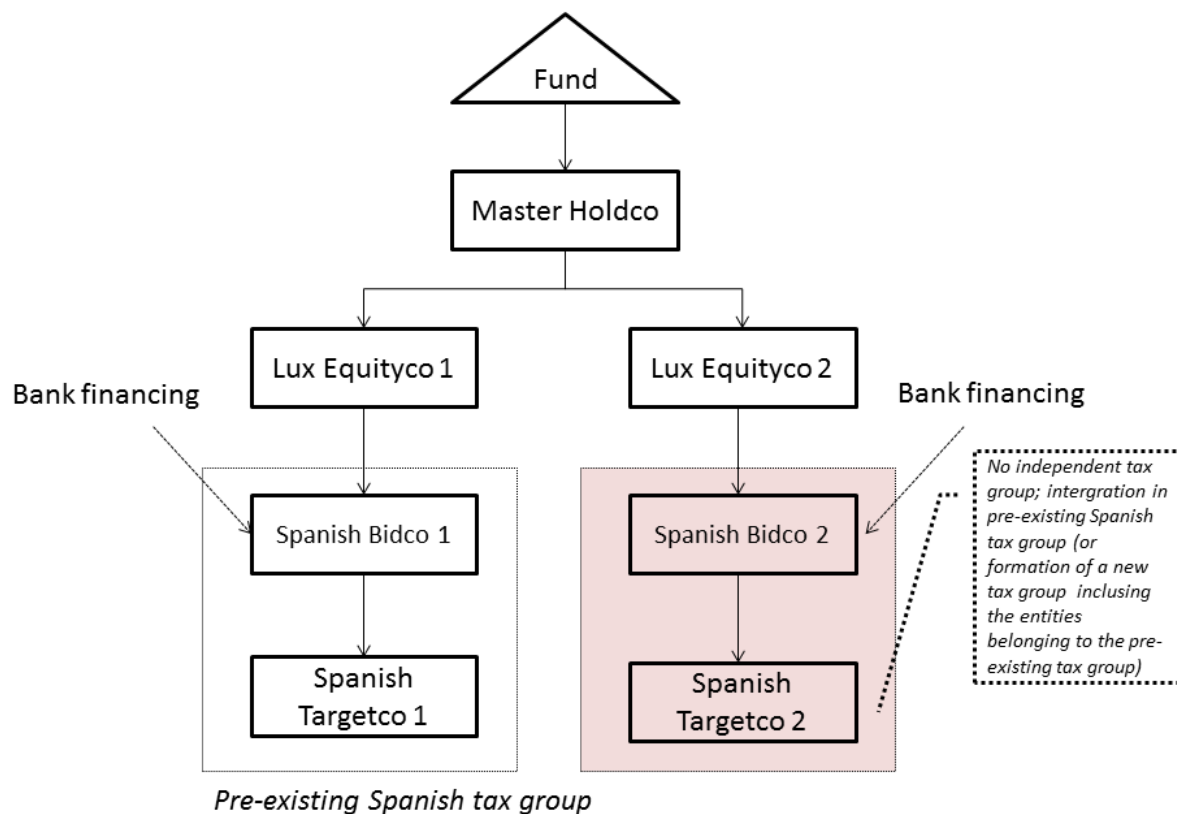 Fund
Master Holdco
Lux Equityco 1
Lux Equityco 2
Bank financing
Bank financing
Spanish Bidco 1
Spanish Bidco 2
No independent tax
group; intergration in
pre-existing Spanish
tax group (or
formation of a new
tax group inclusing
the entities
belonging to the pre-
existing tax group)
Spanish
Targetco 1
Spanish
Targetco 2
Pre-existing Spanish tax group